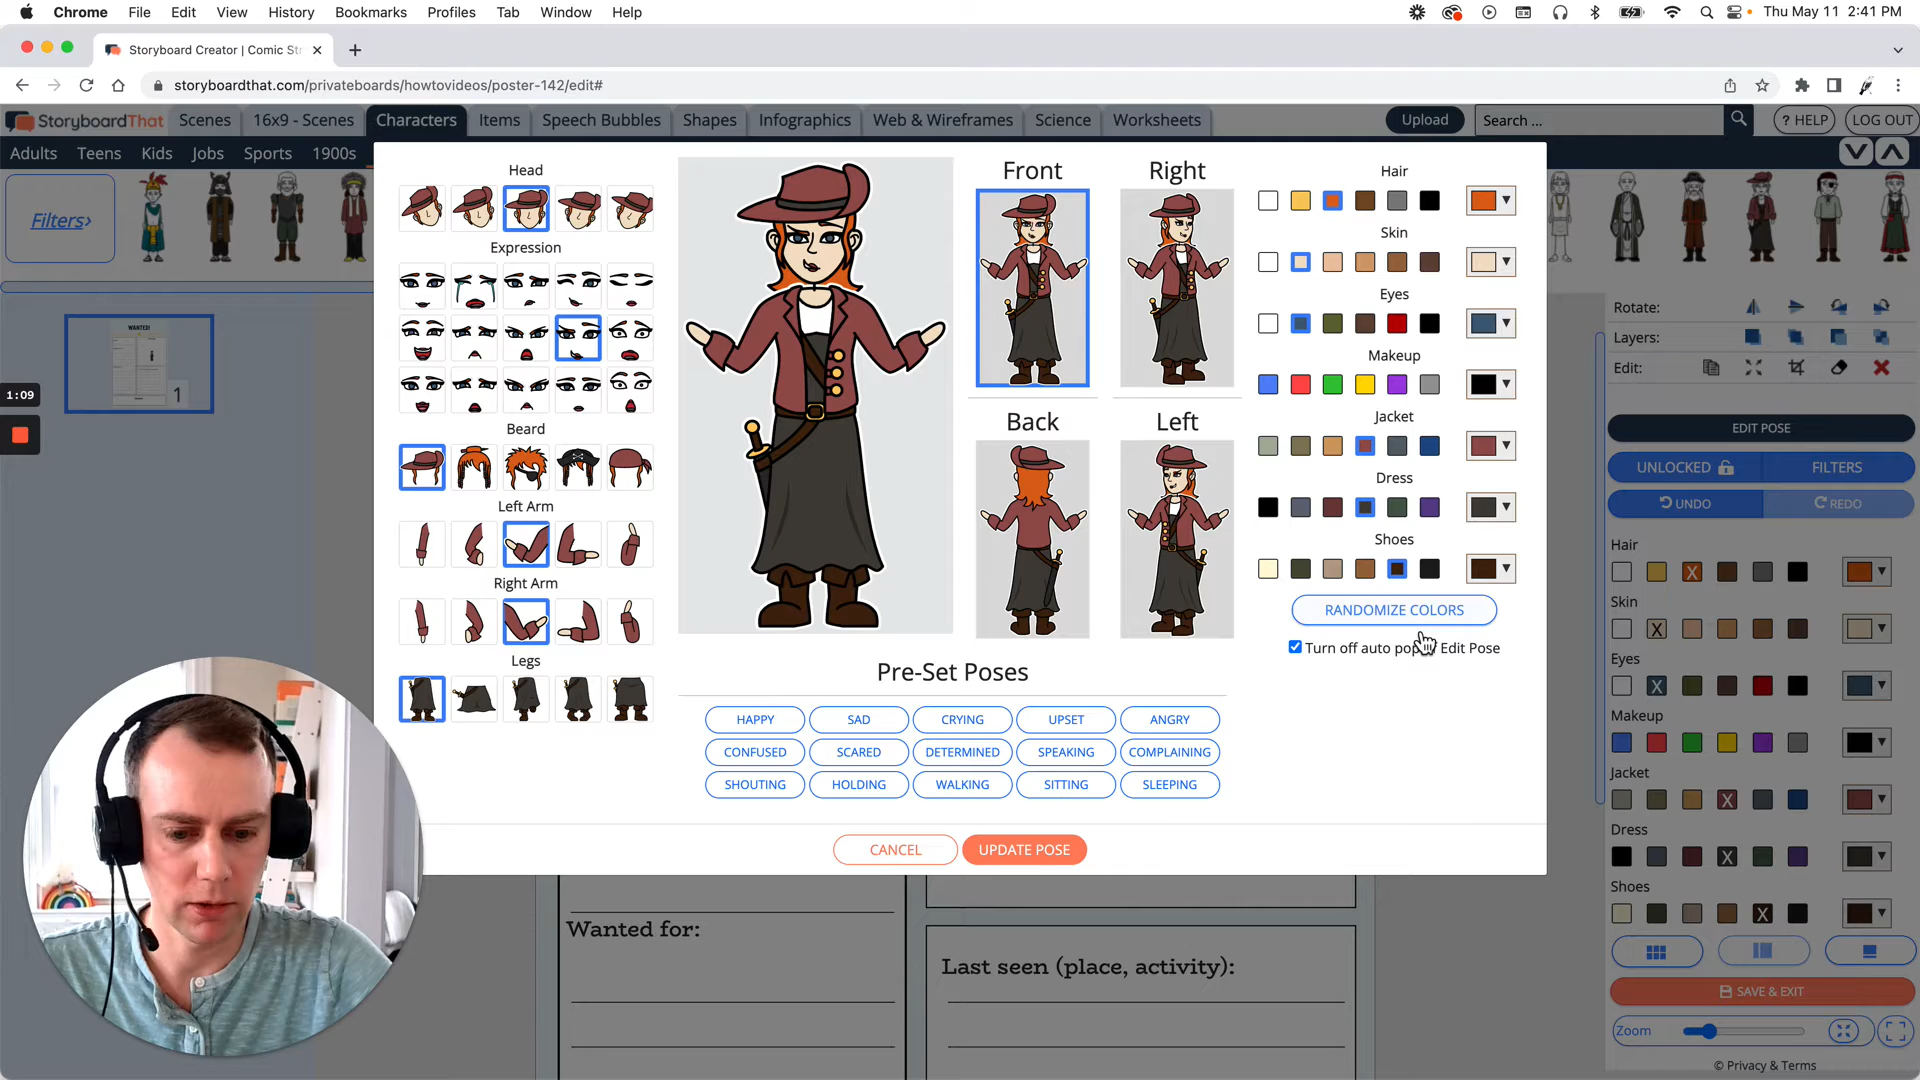 Chrome File Edit View History Bookmarks Profiles Tab Window Help Thu May 11 2:41 PM
Storyboard Creator | Comic St
storyboardthat.com/privateboards/howtovideos/poster-142/edit#
StoryboardThat Scenes 16x9 - Scenes Characters Items Speech Bubbles Shapes Infographics Web & Wireframes Science Worksheets Upload Search ... ? HELP LOG OUT
Adults Teens Kids Jobs Sports 1900s
Filters›
WANTED!
1
1:09
Head
Expression
Beard
Left Arm
Right Arm
Legs
Front Right
Back Left
Pre-Set Poses
HAPPY SAD CRYING UPSET ANGRY
CONFUSED SCARED DETERMINED SPEAKING COMPLAINING
SHOUTING HOLDING WALKING SITTING SLEEPING
CANCEL UPDATE POSE
Hair
Skin
Eyes
Makeup
Jacket
Dress
Shoes
RANDOMIZE COLORS
Turn off auto pop Edit Pose
Rotate:
Layers:
Edit:
EDIT POSE
UNLOCKED FILTERS
UNDO REDO
Hair
X
Skin
X
Eyes
X
Makeup
Jacket
X
Dress
X
Shoes
X
SAVE & EXIT
Zoom
© Privacy & Terms
Wanted for:
Last seen (place, activity):